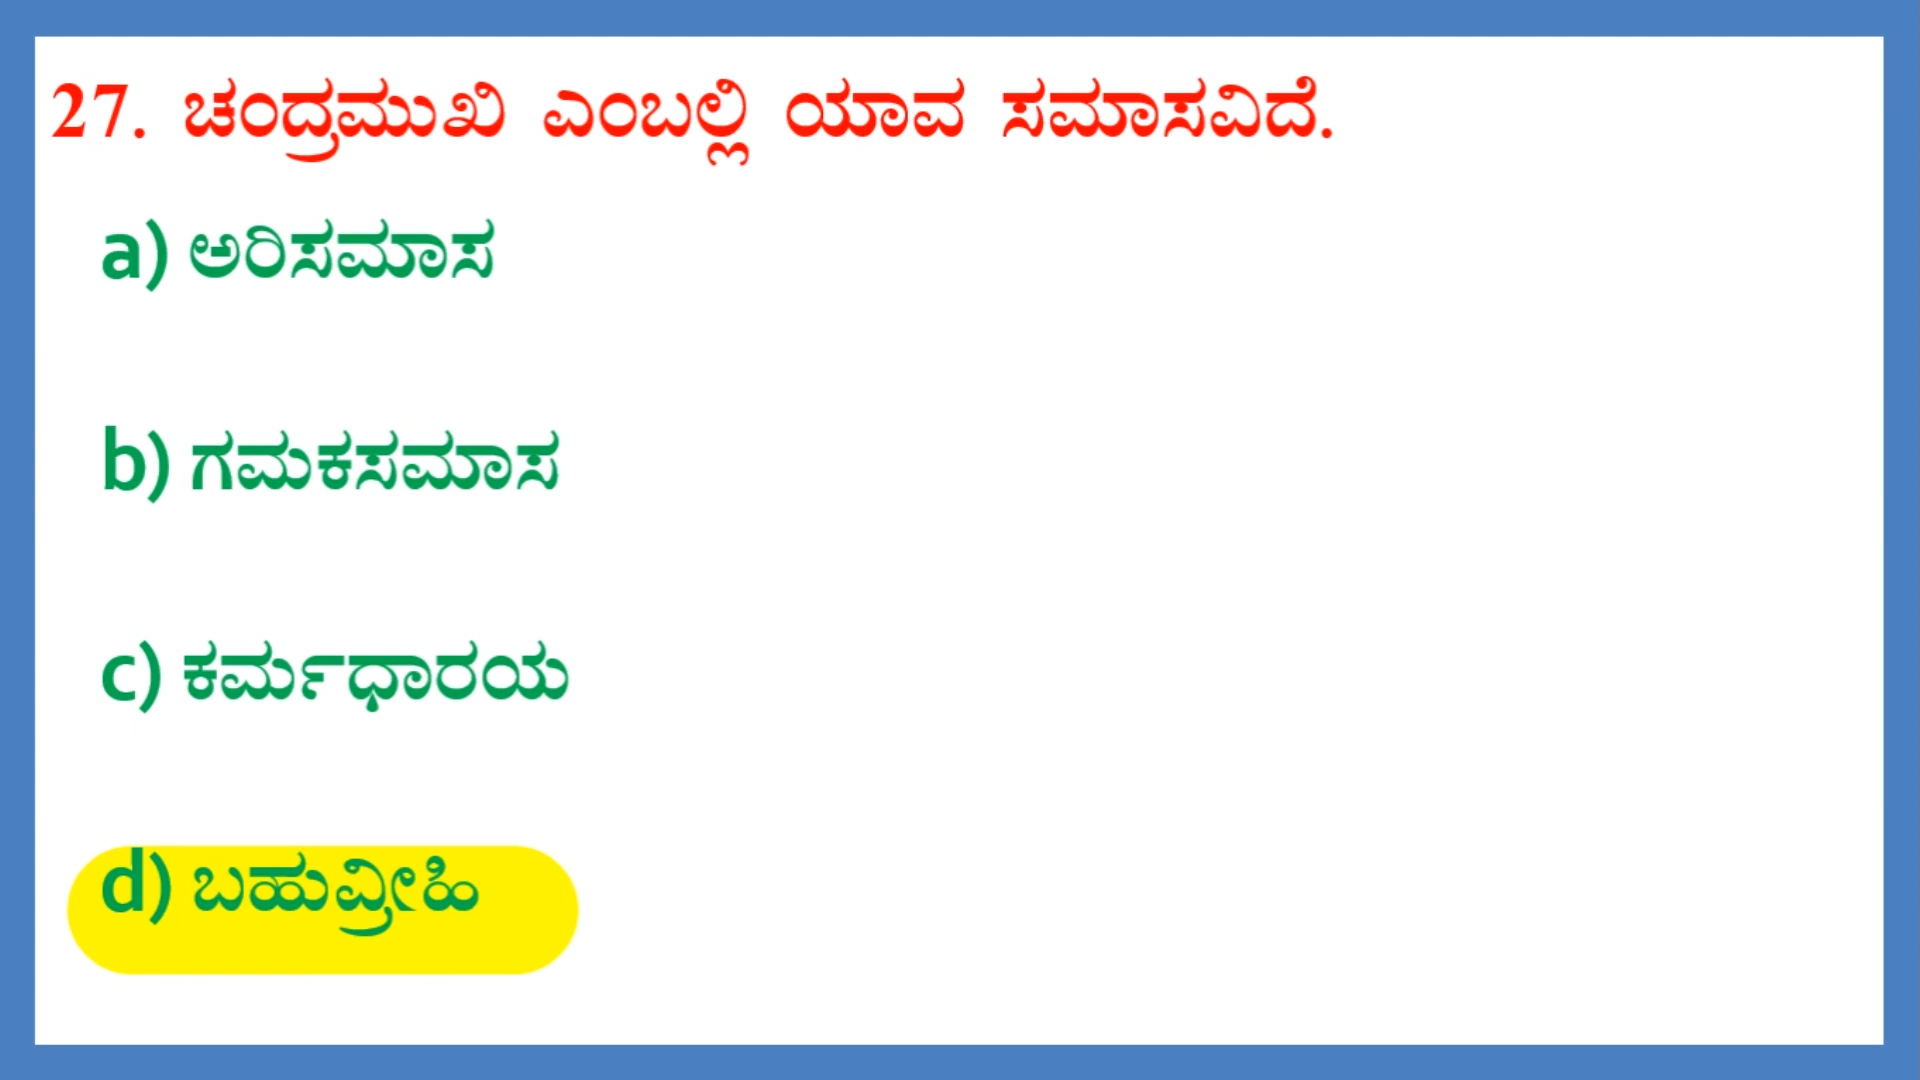 27. ಚಂದ್ರಮುಖಿ ಎಂಬಲ್ಲಿ ಯಾವ ಸಮಾಸವಿದೆ.
a) ಅರಿಸಮಾಸ
b) ಗಮಕಸಮಾಸ
c) ಕರ್ಮಧಾರಯ
d) ಬಹುವ್ರೀಹಿ